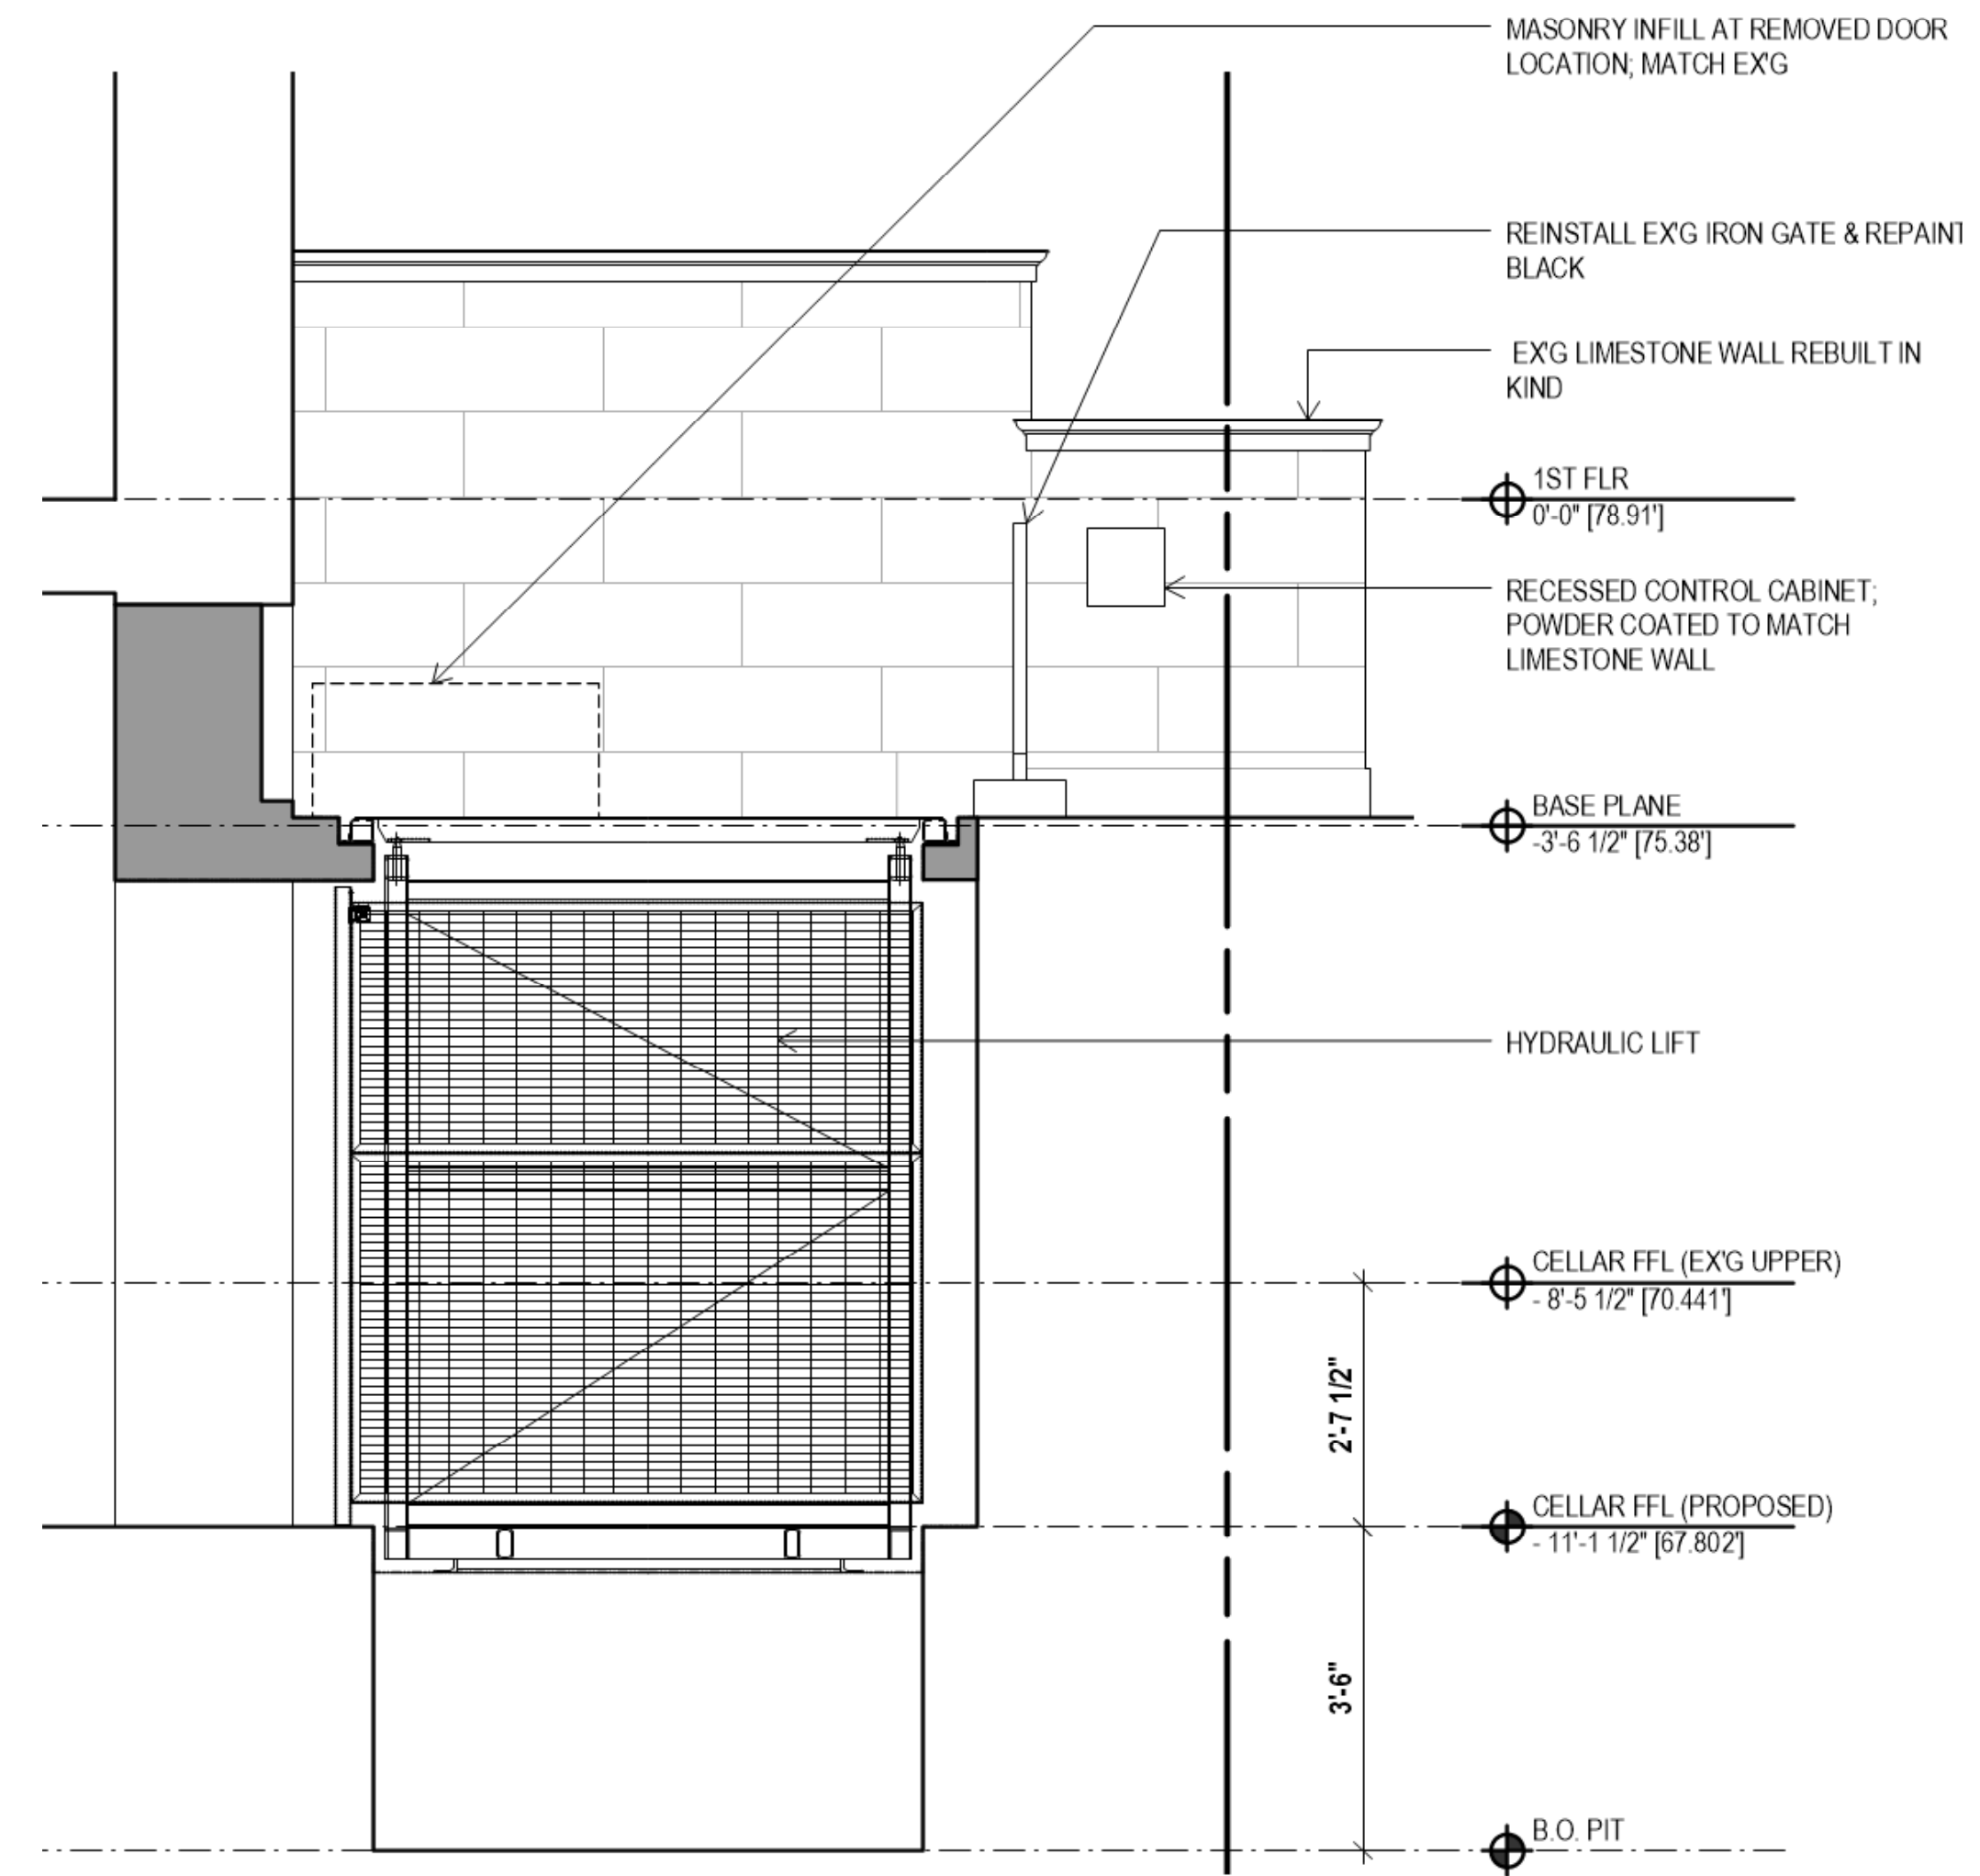 MASONRY INFILL AT REMOVED DOOR
LOCATION; MATCH EX'G
REINSTALL EX'G IRON GATE & REPAINT
BLACK
EX'G LIMESTONE WALL REBUILT IN
KIND
1ST FLR
0'-0" [78.91']
RECESSED CONTROL CABINET;
POWDER COATED TO MATCH
LIMESTONE WALL
BASE PLANE
-3'-6 1/2" [75.38']
HYDRAULIC LIFT
CELLAR FFL (EX'G UPPER)
- 8'-5 1/2" [70.441']
2'-7 1/2"
CELLAR FFL (PROPOSED)
- 11'-1 1/2" [67.802']
3'-6"
B.O. PIT